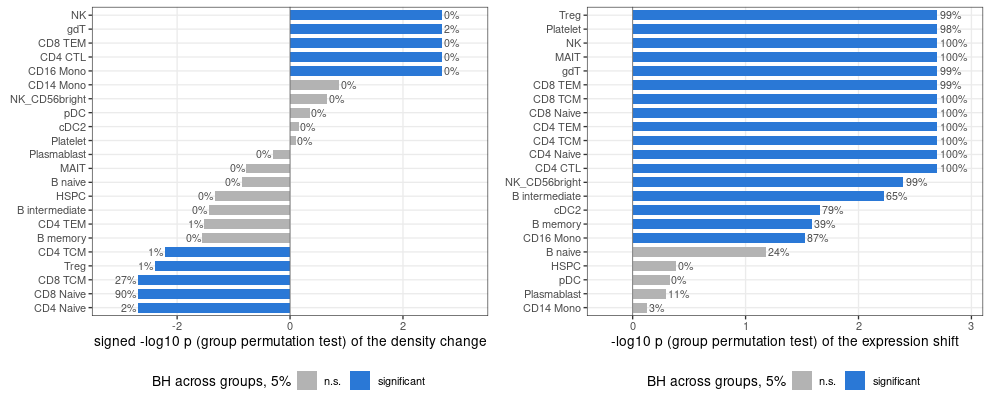 NK 0%
gdT 2%
CD8 TEM 0%
CD4 CTL 0%
CD16 Mono 0%
CD14 Mono 0%
NK_CD56bright 0%
pDC 0%
cDC2 0%
Platelet 0%
Plasmablast 0%
MAIT 0%
B naive 0%
HSPC 0%
B intermediate 0%
CD4 TEM 1%
B memory 0%
CD4 TCM 1%
Treg 1%
CD8 TCM 27%
CD8 Naive 90%
CD4 Naive 2%
-2 0 2
signed -log10 p (group permutation test) of the density change
BH across groups, 5% n.s. significant
Treg 99%
Platelet 98%
NK 100%
MAIT 100%
gdT 99%
CD8 TEM 99%
CD8 TCM 100%
CD8 Naive 100%
CD4 TEM 100%
CD4 TCM 100%
CD4 Naive 100%
CD4 CTL 100%
NK_CD56bright 99%
B intermediate 65%
cDC2 79%
B memory 39%
CD16 Mono 87%
B naive 24%
HSPC 0%
pDC 0%
Plasmablast 11%
CD14 Mono 3%
0 1 2 3
-log10 p (group permutation test) of the expression shift
BH across groups, 5% n.s. significant